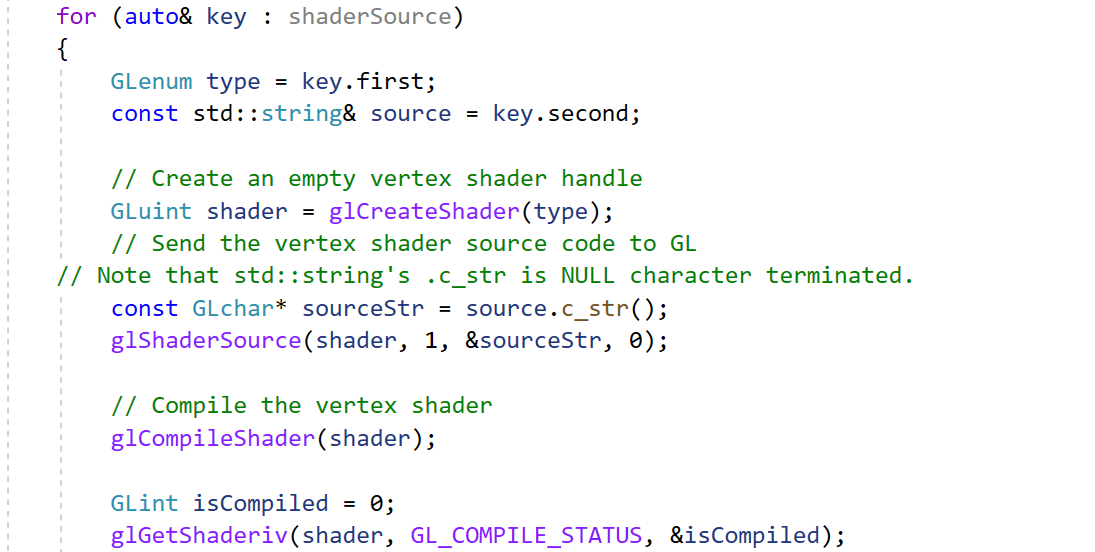 for (auto& key : shaderSource)
{
GLenum type = key.first;
const std::string& source = key.second;
// Create an empty vertex shader handle
GLuint shader = glCreateShader(type);
// Send the vertex shader source code to GL
// Note that std::string's .c_str is NULL character terminated.
const GLchar* sourceStr = source.c_str();
glShaderSource(shader, 1, &sourceStr, 0);
// Compile the vertex shader
glCompileShader(shader);
GLint isCompiled = 0;
glGetShaderiv(shader, GL_COMPILE_STATUS, &isCompiled);